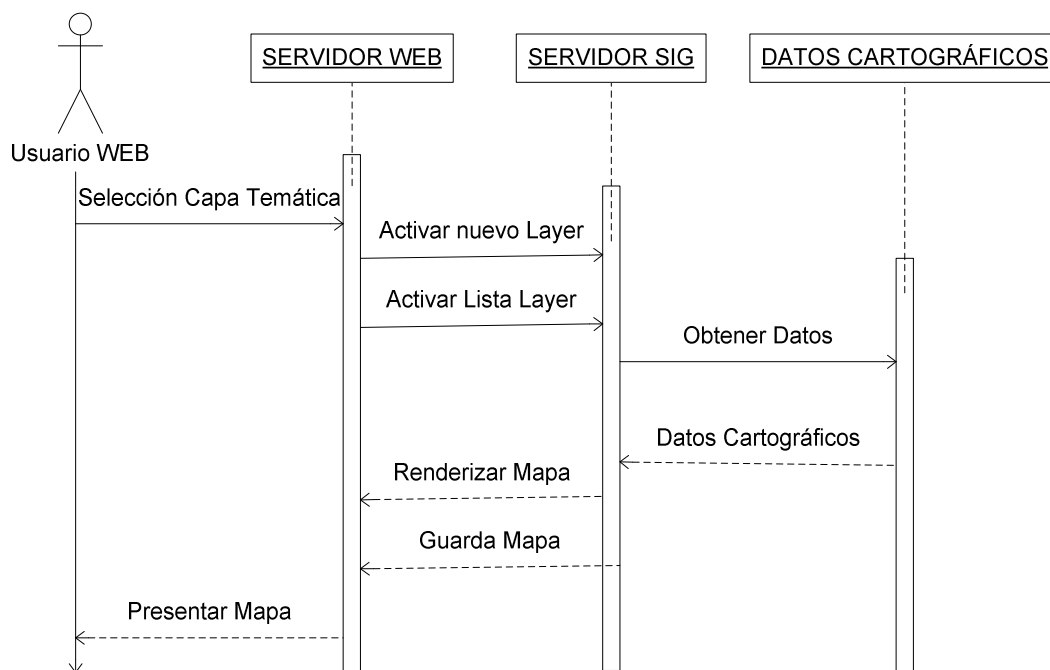 SERVIDOR WEB
SERVIDOR SIG
DATOS CARTOGRÁFICOS
Usuario WEB
Selección Capa Temática
Activar nuevo Layer
Activar Lista Layer
Obtener Datos
Datos Cartográficos
Renderizar Mapa
Guarda Mapa
Presentar Mapa